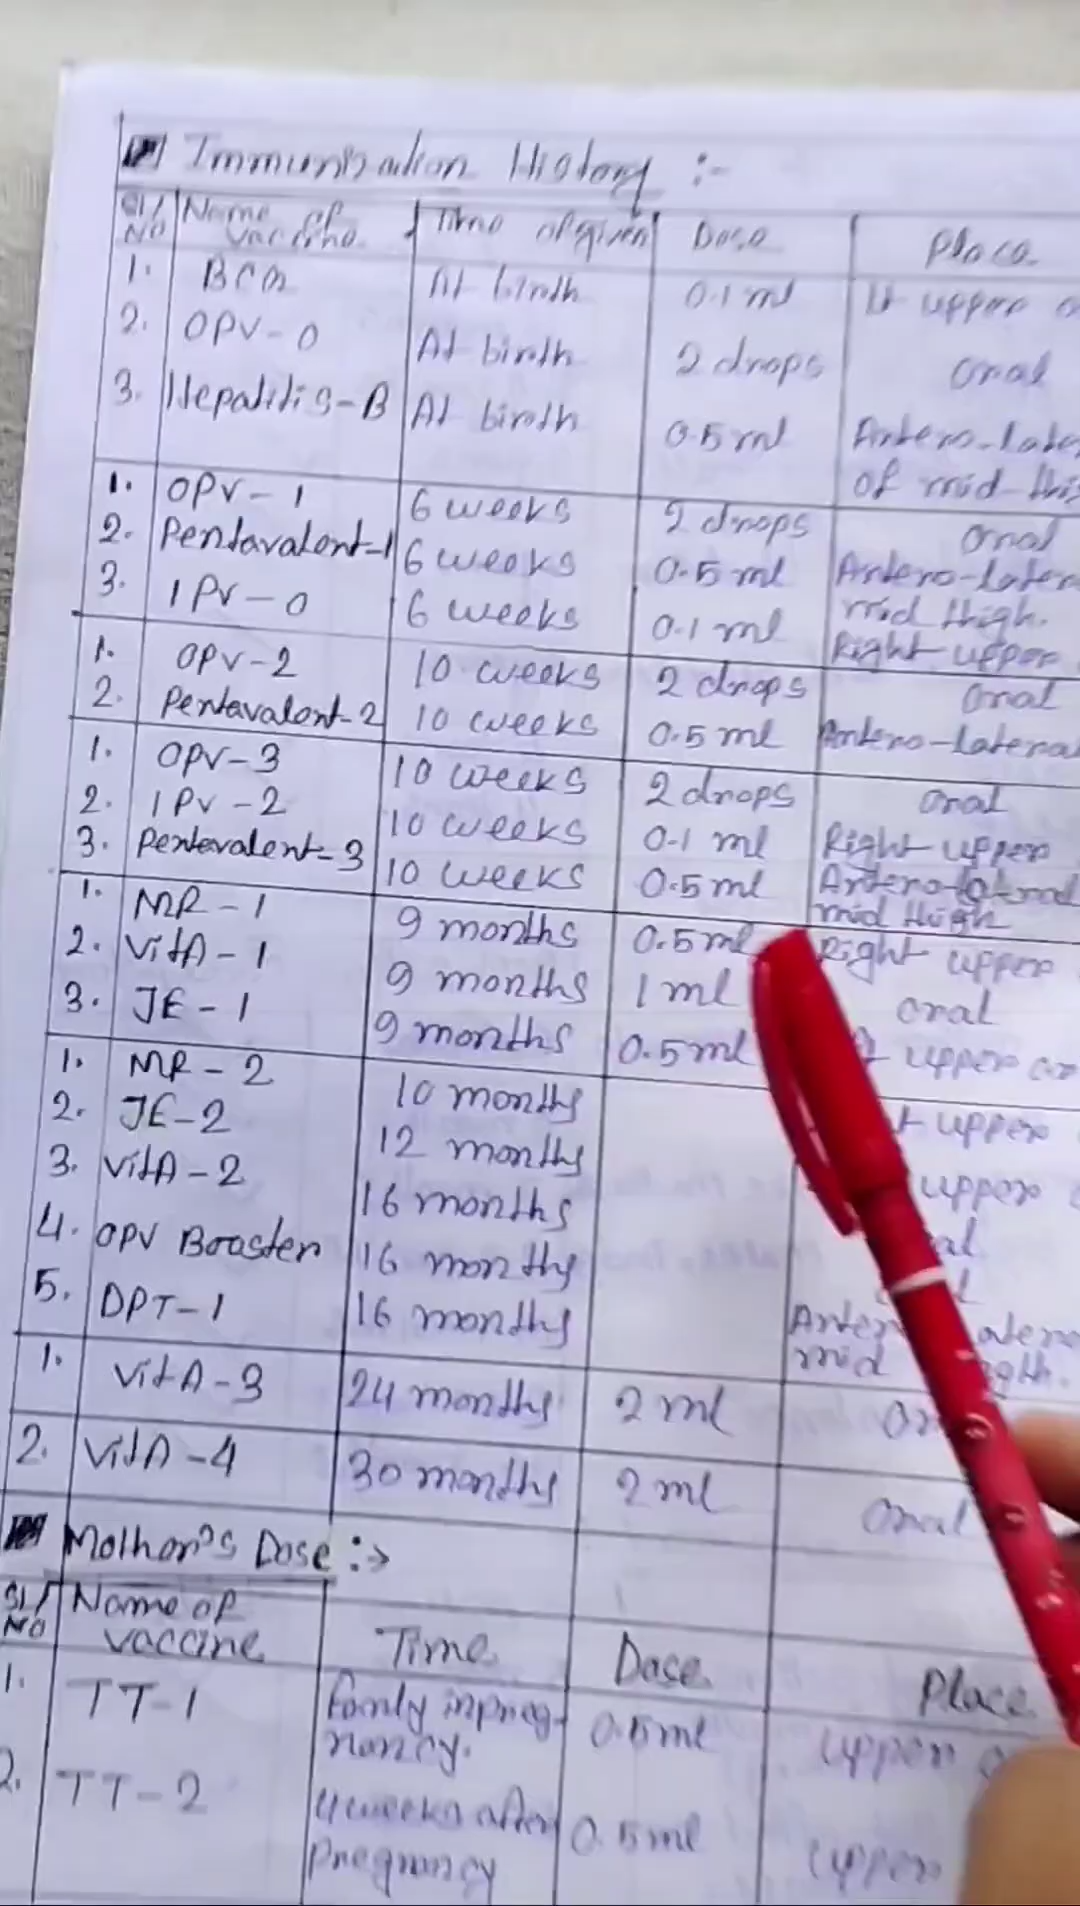 Immunization History :-
Sl/No Name of vaccine Time of given Dose Place
1. BCG At birth 0.1 ml Lt upper
2. OPV-0 At birth 2 drops oral
3. Hepatitis-B At birth 0.5 ml Antero-late
of mid-thi
1. OPV-1 6 weeks 2 drops oral
2. Pentavalent-1 6 weeks 0.5 ml Antero-later
mid thigh.
3. IPV-0 6 weeks 0.1 ml Right upper
1. OPV-2 10 weeks 2 drops oral
2. Pentavalent-2 10 weeks 0.5 ml Antero-lateral
1. OPV-3 10 weeks 2 drops oral
2. IPV-2 10 weeks 0.1 ml Right upper
3. Pentavalent-3 10 weeks 0.5 ml Antero-lateral
mid thigh
1. MR-1 9 months 0.5 ml Right upper
2. VitA-1 9 months 1 ml oral
3. JE-1 9 months 0.5 ml upper ar
1. MR-2 10 months upper
2. JE-2 12 months upper
3. VitA-2 16 months al
4. OPV Booster 16 months
5. DPT-1 16 months Anter atera
mid
1. VitA-3 24 months 2 ml or
2. VitA-4 30 months 2 ml oral
Mother's Dose :->
Sl/No Name of vaccine Time Dose Place
1. TT-1 Early in preg-
nancy. 0.5 ml upper
2. TT-2 4 weeks after
pregnancy 0.5 ml upper